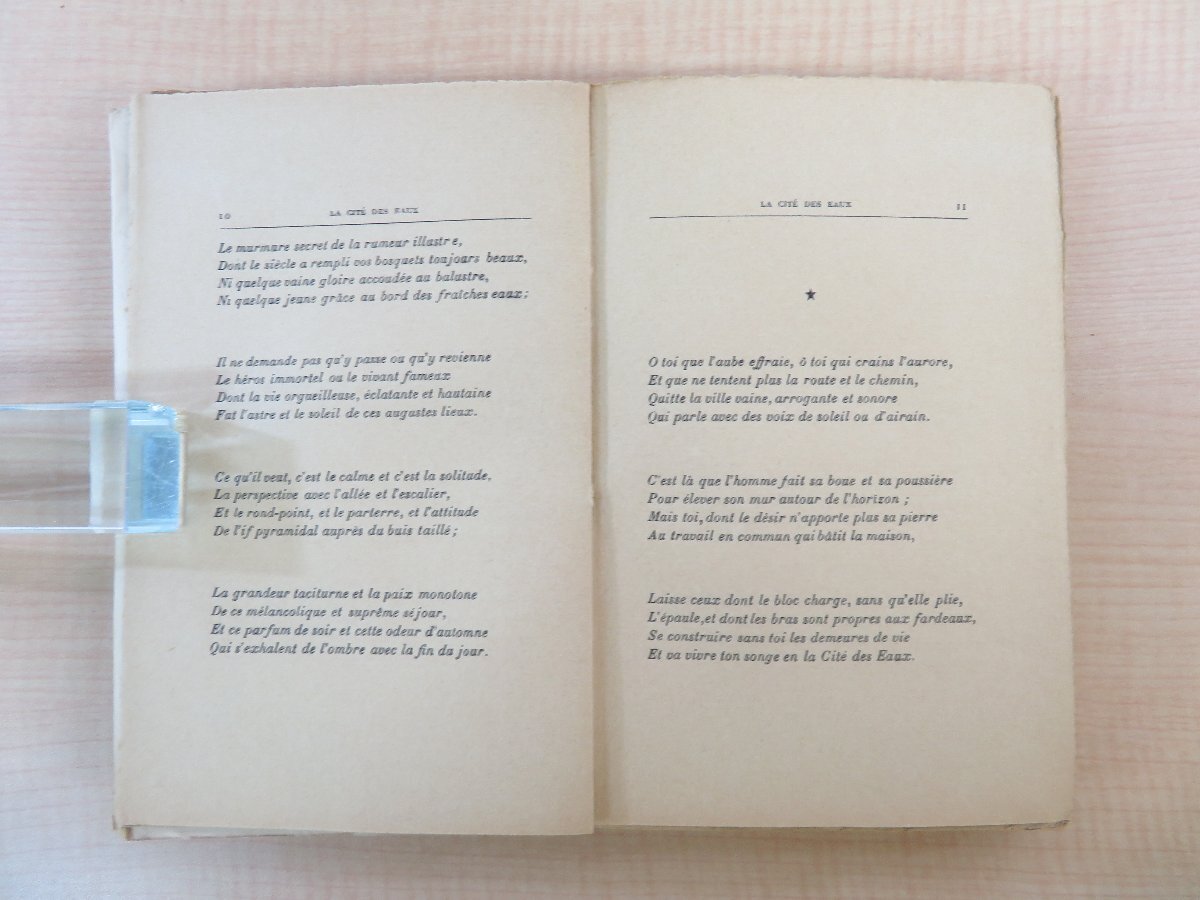 10 LA CITÉ DES EAUX
Le murmure secret de la rumeur illustre,
Dont le siècle a rempli vos bosquets toujours beaux,
Ni quelque vaine gloire accoudée au balustre,
Ni quelque jeune grâce au bord des fraîches eaux;
Il ne demande pas qu'y passe ou qu'y revienne
Le héros immortel ou le vivant fameux
Dont la vie orgueilleuse, éclatante et hautaine
Fut l'astre et le soleil de ces augustes lieux.
Ce qu'il veut, c'est le calme et c'est la solitude,
La perspective avec l'allée et l'escalier,
Et le rond-point, et le parterre, et l'attitude
De l'if pyramidal auprès du buis taillé;
La grandeur taciturne et la paix monotone
De ce mélancolique et suprême séjour,
Et ce parfum de soir et cette odeur d'automne
Qui s'exhalent de l'ombre avec la fin du jour.
LA CITÉ DES EAUX 11
★
O toi que l'aube effraie, ô toi qui crains l'aurore,
Et que ne tentent plus la route et le chemin,
Quitte la ville vaine, arrogante et sonore
Qui parle avec des voix de soleil ou d'airain.
C'est là que l'homme fait sa boue et sa poussière
Pour élever son mur autour de l'horizon;
Mais toi, dont le désir n'apporte plus sa pierre
Au travail en commun qui bâtit la maison,
Laisse ceux dont le bloc charge, sans qu'elle plie,
L'épaule, et dont les bras sont propres aux fardeaux,
Se construire sans toi les demeures de vie
Et va vivre ton songe en la Cité des Eaux.